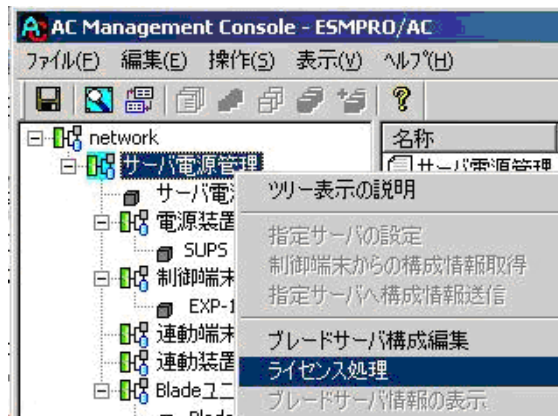 AC Management Console - ESMPRO/AC
ファイル(F) 編集(E) 操作(S) 表示(V) ヘルプ(H)
network
名称
サーバ電源管理
サーバ電源管理
サーバ電
ツリー表示の説明
電源装置
指定サーバの設定
SUPS
制御端末からの構成情報取得
制御端末
指定サーバへ構成情報送信
EXP-1
連動端末
ブレードサーバ構成編集
連動装置
ライセンス処理
Bladeユニ
ブレードサーバ情報の表示